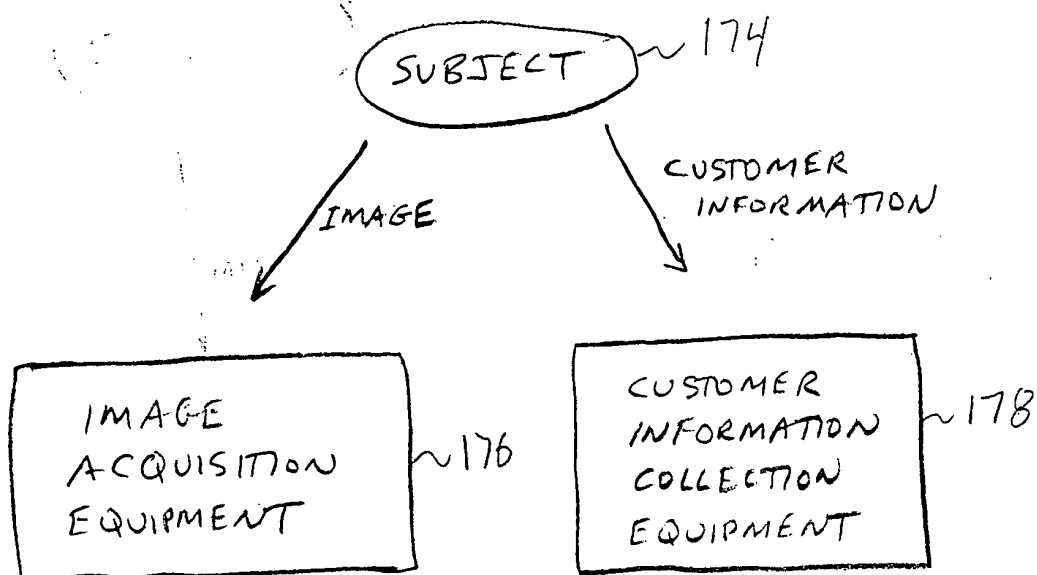 SUBJECT 174
IMAGE
CUSTOMER
INFORMATION
IMAGE
ACQUISITION
EQUIPMENT
176
CUSTOMER
INFORMATION
COLLECTION
EQUIPMENT
178